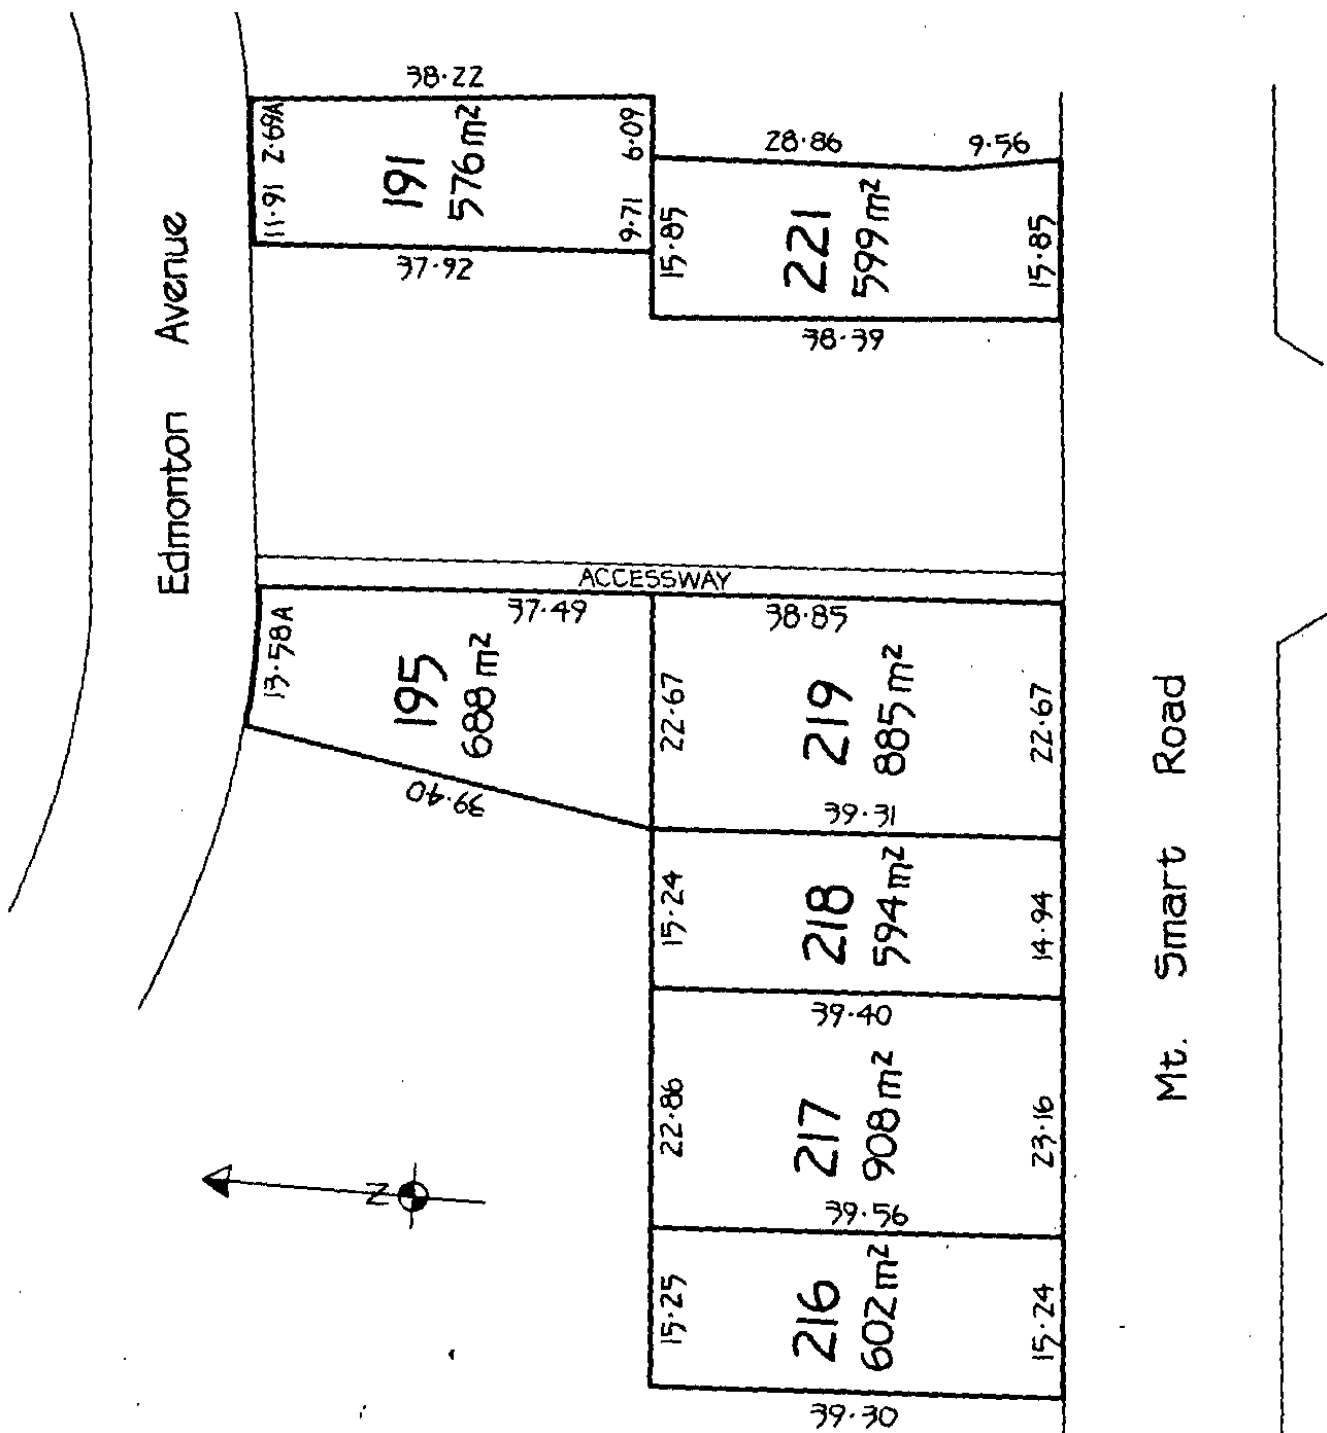 38·22
2·69A
11·91
191
576m²
6·09
9·71
37·92
28·86
9·56
15·85
221
599m²
15·85
38·39
Edmonton Avenue
ACCESSWAY
37·49
13·58A
195
688m²
39·40
38·85
22·67
219
885m²
22·67
39·31
15·24
218
594m²
14·94
39·40
22·86
217
908m²
23·16
39·56
15·25
216
602m²
15·24
39·30
Mt. Smart Road
N